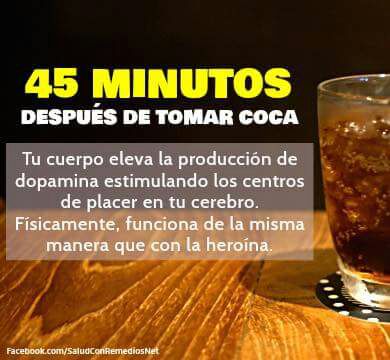 45 MINUTOS
DESPUÉS DE TOMAR COCA
Tu cuerpo eleva la producción de
dopamina estimulando los centros
de placer en tu cerebro.
Físicamente, funciona de la misma
manera que con la heroína.
Facebook.com/SaludConRemediosNet